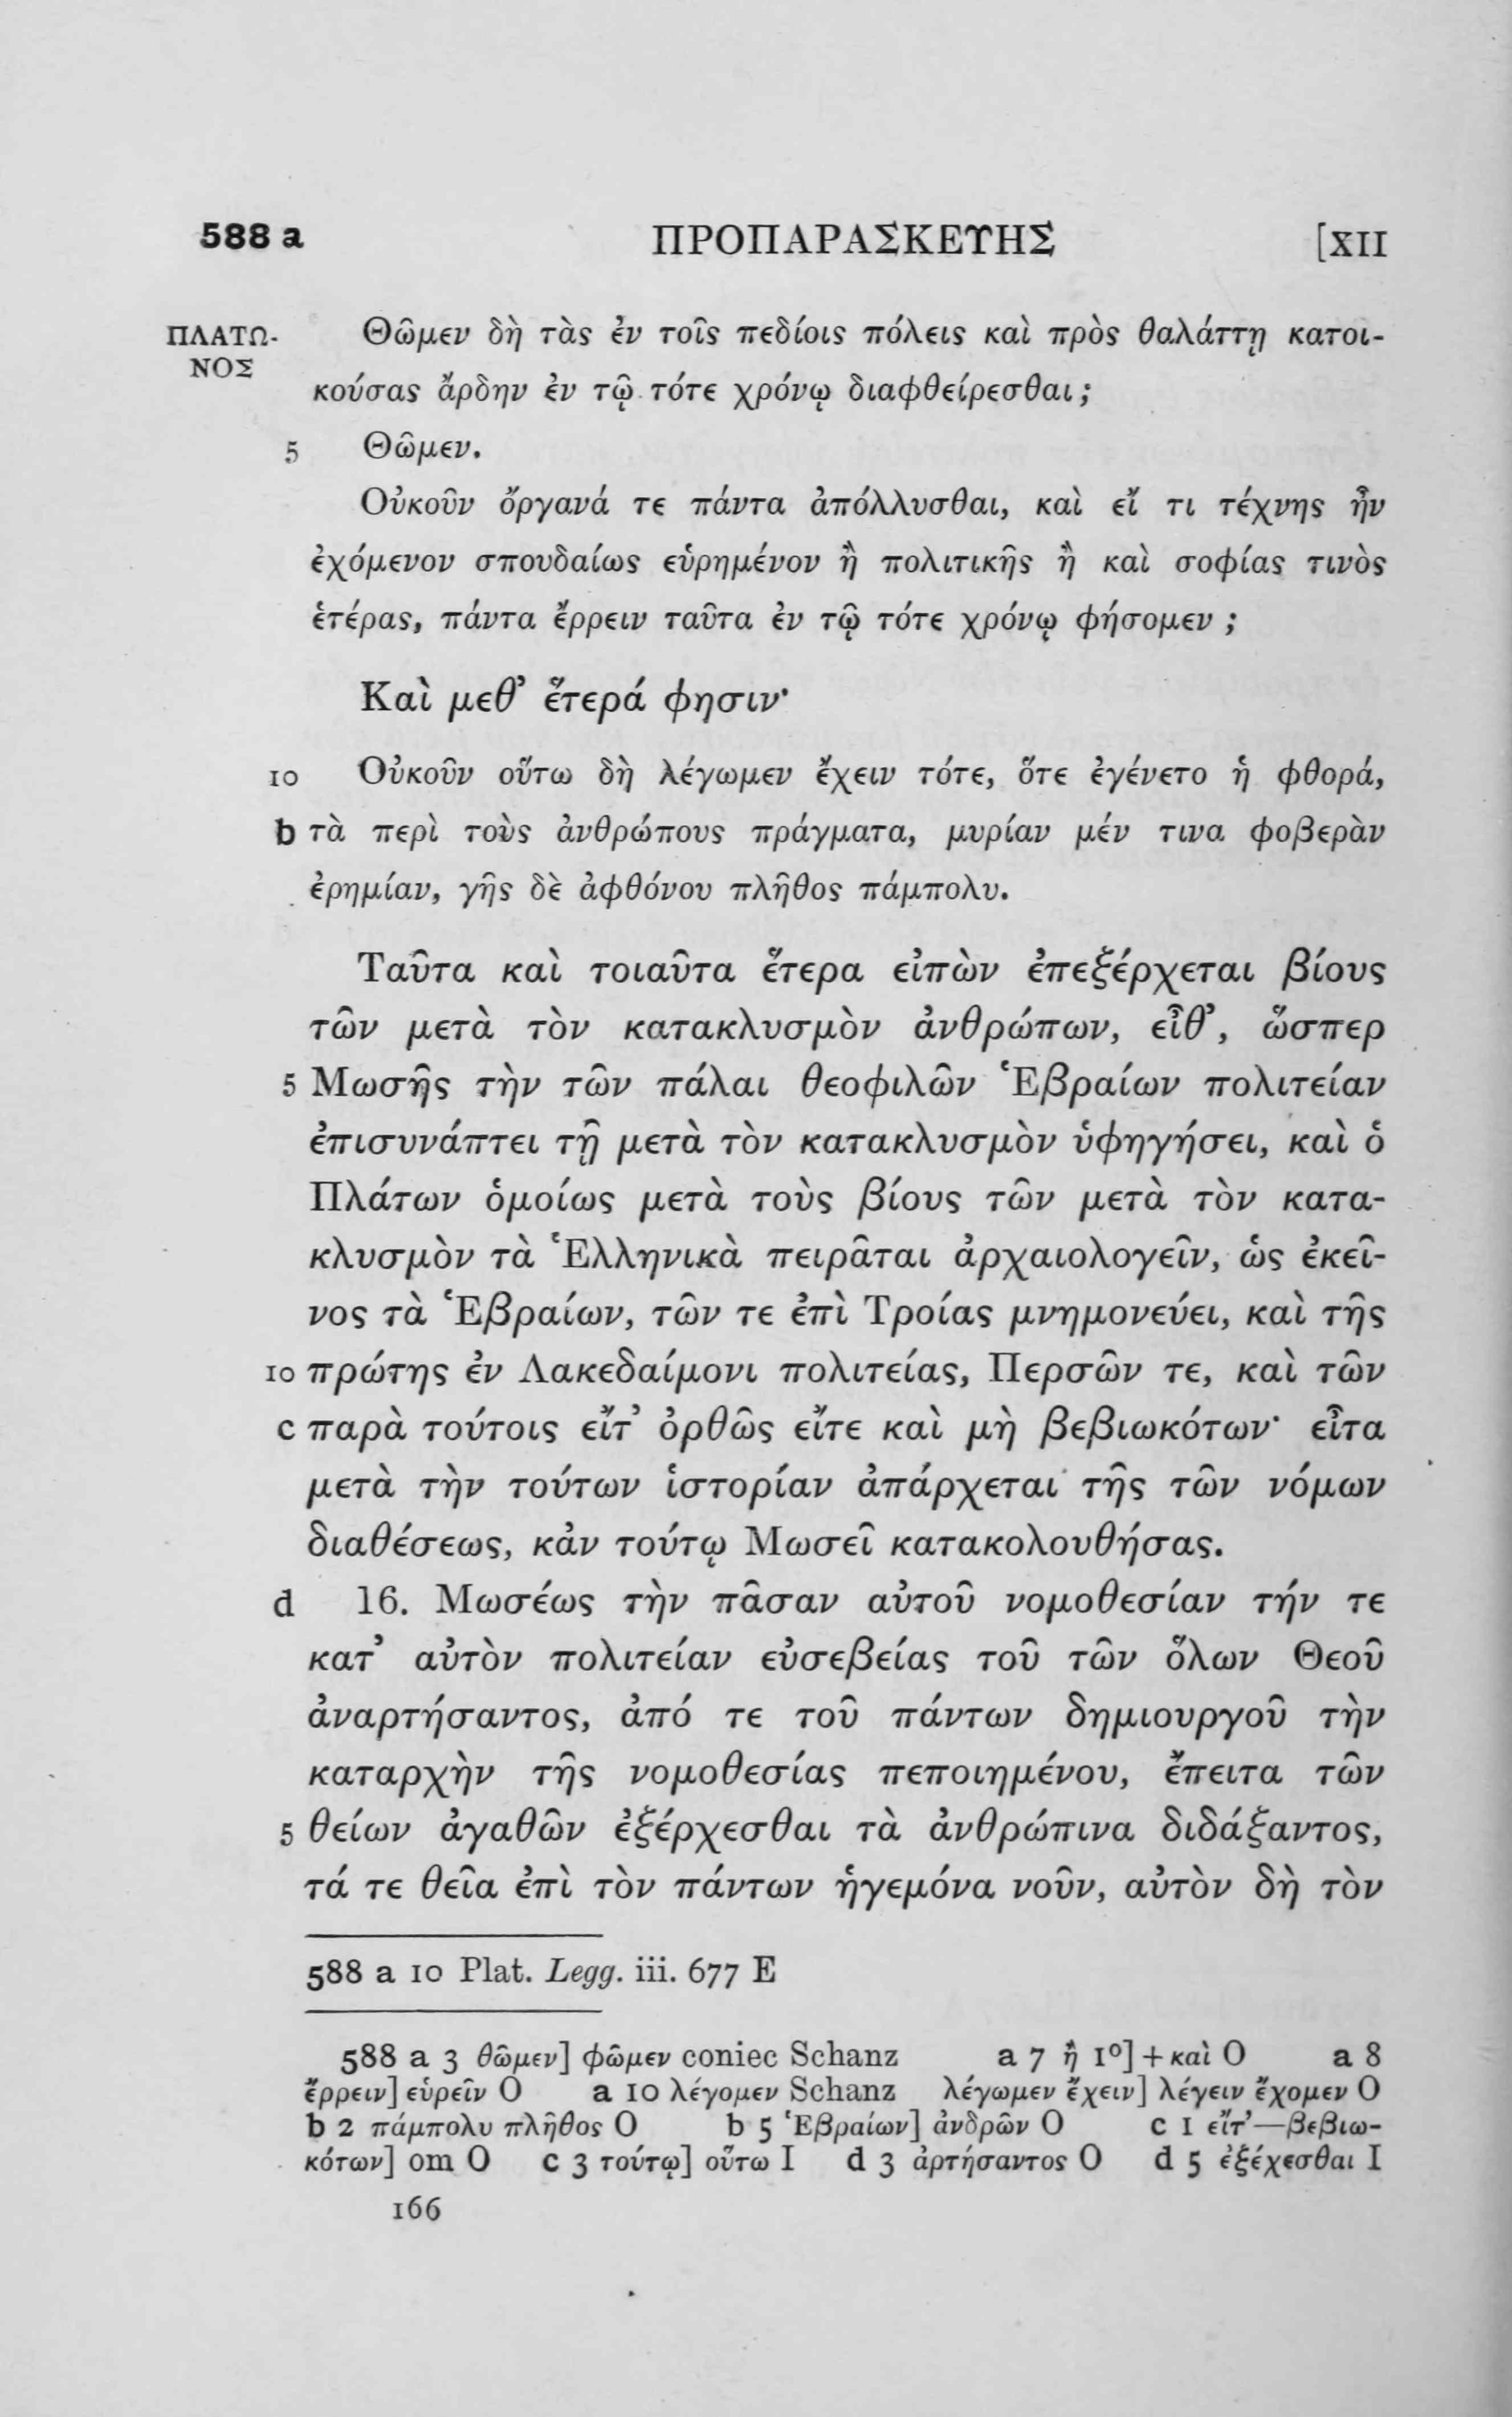 588 a ΠΡΟΠΑΡΑΣΚΕΥΗΣ [XII
ΠΛΑΤΩ- Θῶμεν δὴ τὰς ἐν τοῖς πεδίοις πόλεις καὶ πρὸς θαλάττῃ κατοι-
ΝΟΣ κούσας ἄρδην ἐν τῷ τότε χρόνῳ διαφθείρεσθαι;
5 Θῶμεν.
Οὐκοῦν ὄργανά τε πάντα ἀπόλλυσθαι, καὶ εἴ τι τέχνης ἦν
ἐχόμενον σπουδαίως εὑρημένον ἢ πολιτικῆς ἢ καὶ σοφίας τινὸς
ἑτέρας, πάντα ἔρρειν ταῦτα ἐν τῷ τότε χρόνῳ φήσομεν ;
Καὶ μεθ’ ἕτερά φησιν·
10 Οὐκοῦν οὕτω δὴ λέγωμεν ἔχειν τότε, ὅτε ἐγένετο ἡ φθορά,
b τὰ περὶ τοὺς ἀνθρώπους πράγματα, μυρίαν μέν τινα φοβερὰν
ἐρημίαν, γῆς δὲ ἀφθόνου πλῆθος πάμπολυ.
Ταῦτα καὶ τοιαῦτα ἕτερα εἰπὼν ἐπεξέρχεται βίους
τῶν μετὰ τὸν κατακλυσμὸν ἀνθρώπων, εἶθ’, ὥσπερ
5 Μωσῆς τὴν τῶν πάλαι θεοφιλῶν Ἑβραίων πολιτείαν
ἐπισυνάπτει τῇ μετὰ τὸν κατακλυσμὸν ὑφηγήσει, καὶ ὁ
Πλάτων ὁμοίως μετὰ τοὺς βίους τῶν μετὰ τὸν κατα-
κλυσμὸν τὰ Ἑλληνικὰ πειρᾶται ἀρχαιολογεῖν, ὡς ἐκεῖ-
νος τὰ Ἑβραίων, τῶν τε ἐπὶ Τροίας μνημονεύει, καὶ τῆς
10 πρώτης ἐν Λακεδαίμονι πολιτείας, Περσῶν τε, καὶ τῶν
c παρὰ τούτοις εἴτ’ ὀρθῶς εἴτε καὶ μὴ βεβιωκότων· εἶτα
μετὰ τὴν τούτων ἱστορίαν ἀπάρχεται τῆς τῶν νόμων
διαθέσεως, κἀν τούτῳ Μωσεῖ κατακολουθήσας.
d 16. Μωσέως τὴν πᾶσαν αὐτοῦ νομοθεσίαν τήν τε
κατ’ αὐτὸν πολιτείαν εὐσεβείας τοῦ τῶν ὅλων Θεοῦ
ἀναρτήσαντος, ἀπό τε τοῦ πάντων δημιουργοῦ τὴν
καταρχὴν τῆς νομοθεσίας πεποιημένου, ἔπειτα τῶν
5 θείων ἀγαθῶν ἐξέρχεσθαι τὰ ἀνθρώπινα διδάξαντος,
τά τε θεῖα ἐπὶ τὸν πάντων ἡγεμόνα νοῦν, αὐτὸν δὴ τὸν
588 a 10 Plat. Legg. iii. 677 E
588 a 3 θῶμεν] φῶμεν coniec Schanz a 7 ἢ 1º] + καὶ O a 8
ἔρρειν] εὑρεῖν O a 10 λέγομεν Schanz λέγωμεν ἔχειν] λέγειν ἔχομεν O
b 2 πάμπολυ πλῆθος O b 5 Ἑβραίων] ἀνδρῶν O c 1 εἴτ’—βεβιω-
κότων] om O c 3 τούτῳ] οὕτω I d 3 ἀρτήσαντος O d 5 ἐξέχεσθαι I
166